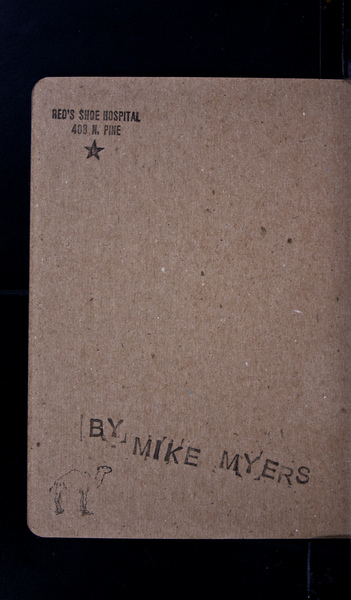 RED'S SHOE HOSPITAL
408 N. PINE
BY MIKE MYERS